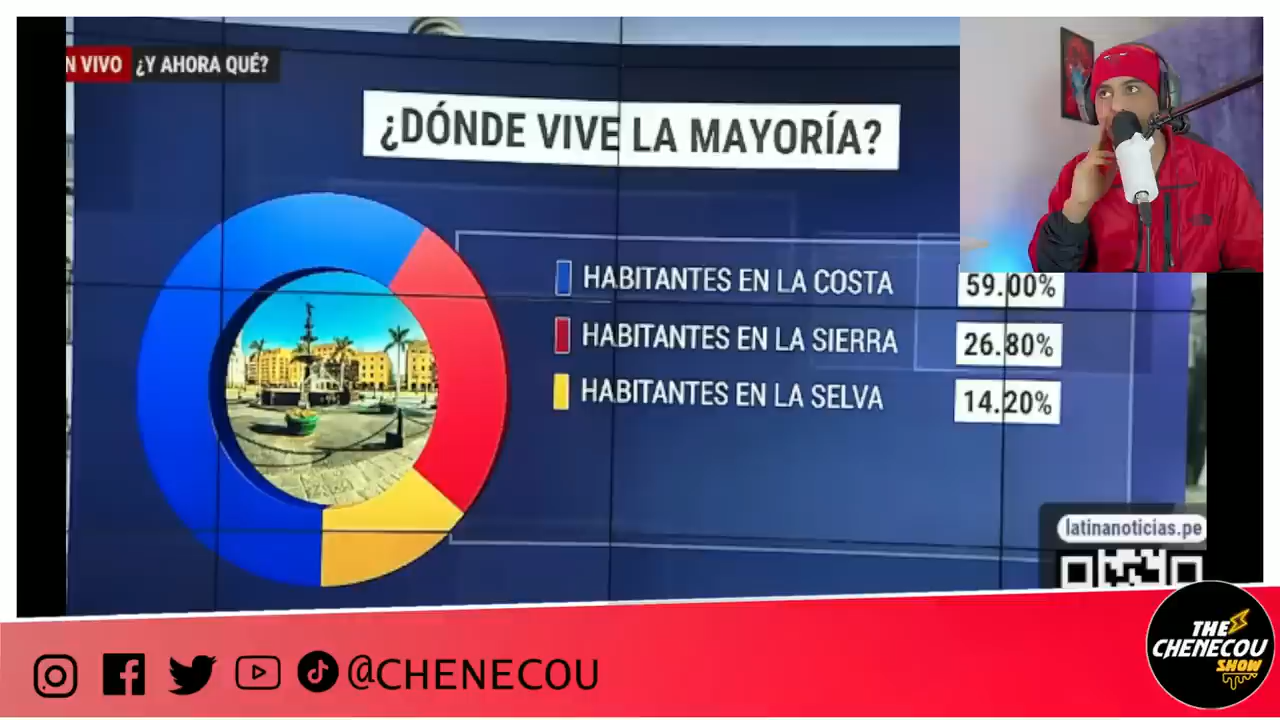 N VIVO ¿Y AHORA QUÉ?
¿DÓNDE VIVE LA MAYORÍA?
HABITANTES EN LA COSTA 59.00%
HABITANTES EN LA SIERRA 26.80%
HABITANTES EN LA SELVA 14.20%
latinanoticias.pe
@CHENECOU
THE
CHENECOU
SHOW